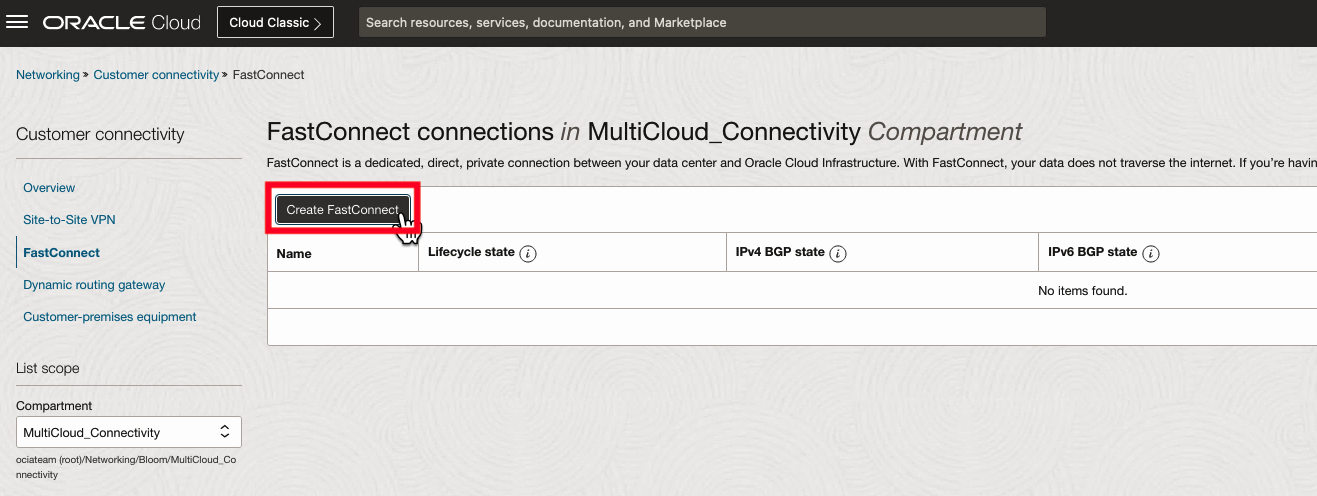 ORACLE Cloud
Cloud Classic
Search resources, services, documentation, and Marketplace
Networking » Customer connectivity » FastConnect
Customer connectivity
Overview
Site-to-Site VPN
FastConnect
Dynamic routing gateway
Customer-premises equipment
List scope
Compartment
MultiCloud_Connectivity
ociateam (root)/Networking/Bloom/MultiCloud_Co
nnectivity
FastConnect connections in MultiCloud_Connectivity Compartment
FastConnect is a dedicated, direct, private connection between your data center and Oracle Cloud Infrastructure. With FastConnect, your data does not traverse the internet. If you're havin
Create FastConnect
Name Lifecycle state i IPv4 BGP state i IPv6 BGP state i
No items found.